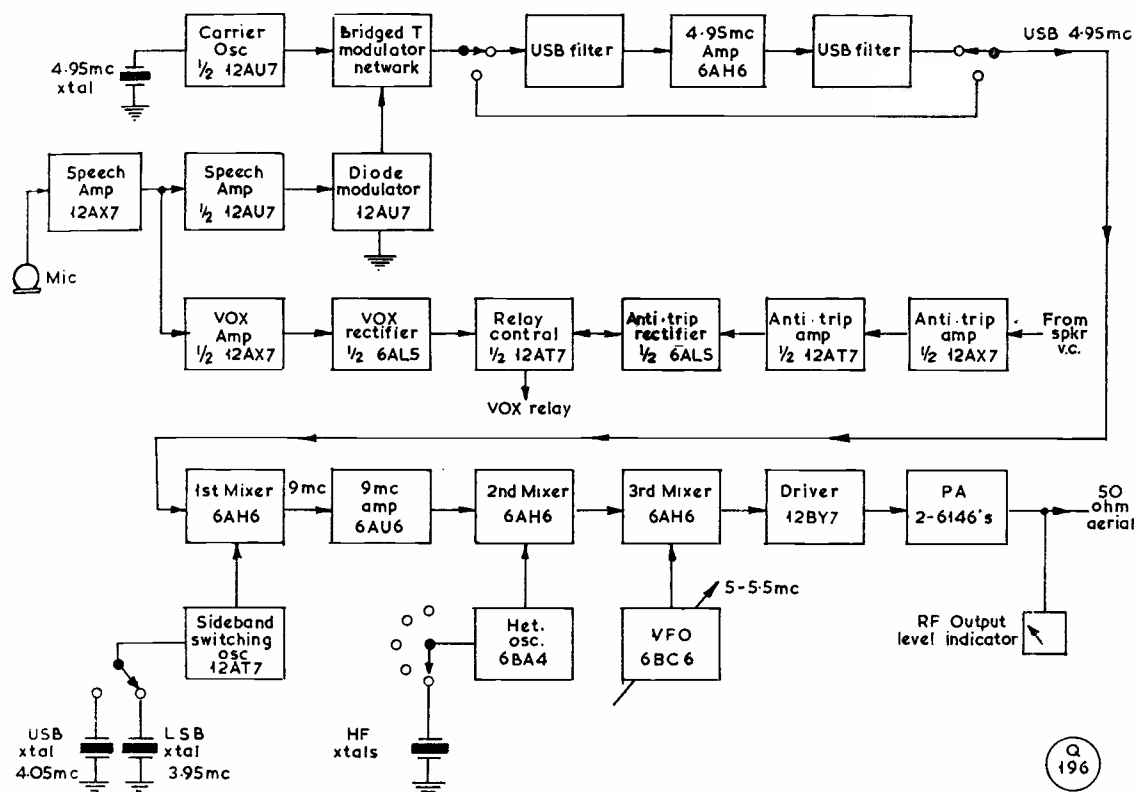 Carrier
Osc
1/2 12AU7
Bridged T
modulator
network
USB filter
4·95mc
Amp
6AH6
USB filter
USB 4·95mc
4·95mc
xtal
Speech
Amp
12AX7
Speech
Amp
1/2 12AU7
Diode
modulator
12AU7
Mic
VOX
Amp
1/2 12AX7
VOX
rectifier
1/2 6AL5
Relay
control
1/2 12AT7
Anti-trip
rectifier
1/2 6AL5
Anti-trip
amp
1/2 12AT7
Anti-trip
amp
1/2 12AX7
From
spkr
v.c.
VOX relay
1st Mixer
6AH6
9mc
9mc
amp
6AU6
2nd Mixer
6AH6
3rd Mixer
6AH6
Driver
12BY7
PA
2-6146's
50
ohm
aerial
Sideband
switching
osc
12AT7
Het.
osc.
6BA4
VFO
6BC6
5-5·5mc
RF Output
level indicator
USB
xtal
4·05mc
LSB
xtal
3·95mc
HF
xtals
Q
196